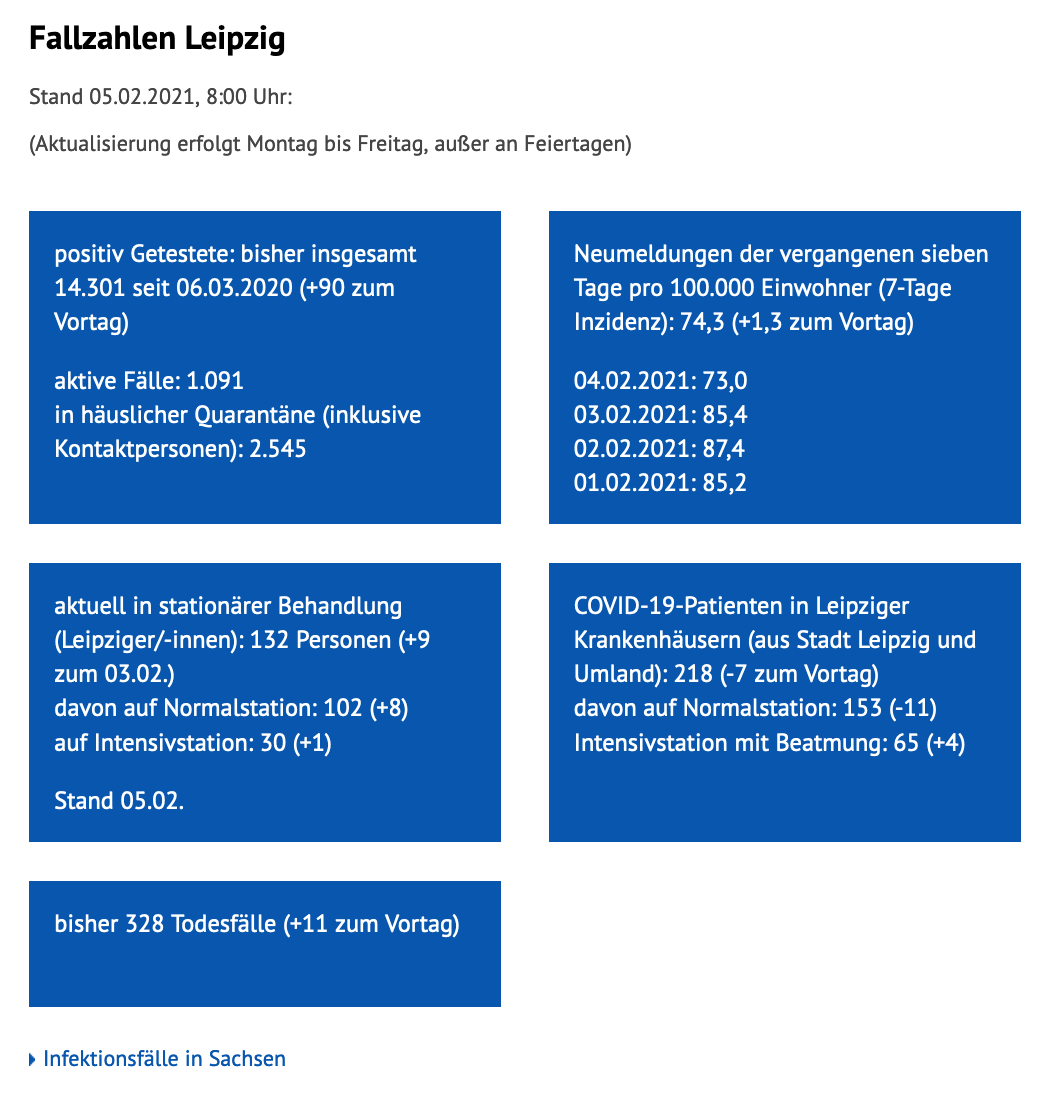 Fallzahlen Leipzig
Stand 05.02.2021, 8:00 Uhr:
(Aktualisierung erfolgt Montag bis Freitag, außer an Feiertagen)
positiv Getestete: bisher insgesamt
14.301 seit 06.03.2020 (+90 zum
Vortag)
aktive Fälle: 1.091
in häuslicher Quarantäne (inklusive
Kontaktpersonen): 2.545
Neumeldungen der vergangenen sieben
Tage pro 100.000 Einwohner (7-Tage
Inzidenz): 74,3 (+1,3 zum Vortag)
04.02.2021: 73,0
03.02.2021: 85,4
02.02.2021: 87,4
01.02.2021: 85,2
aktuell in stationärer Behandlung
(Leipziger/-innen): 132 Personen (+9
zum 03.02.)
davon auf Normalstation: 102 (+8)
auf Intensivstation: 30 (+1)
Stand 05.02.
COVID-19-Patienten in Leipziger
Krankenhäusern (aus Stadt Leipzig und
Umland): 218 (-7 zum Vortag)
davon auf Normalstation: 153 (-11)
Intensivstation mit Beatmung: 65 (+4)
bisher 328 Todesfälle (+11 zum Vortag)
Infektionsfälle in Sachsen